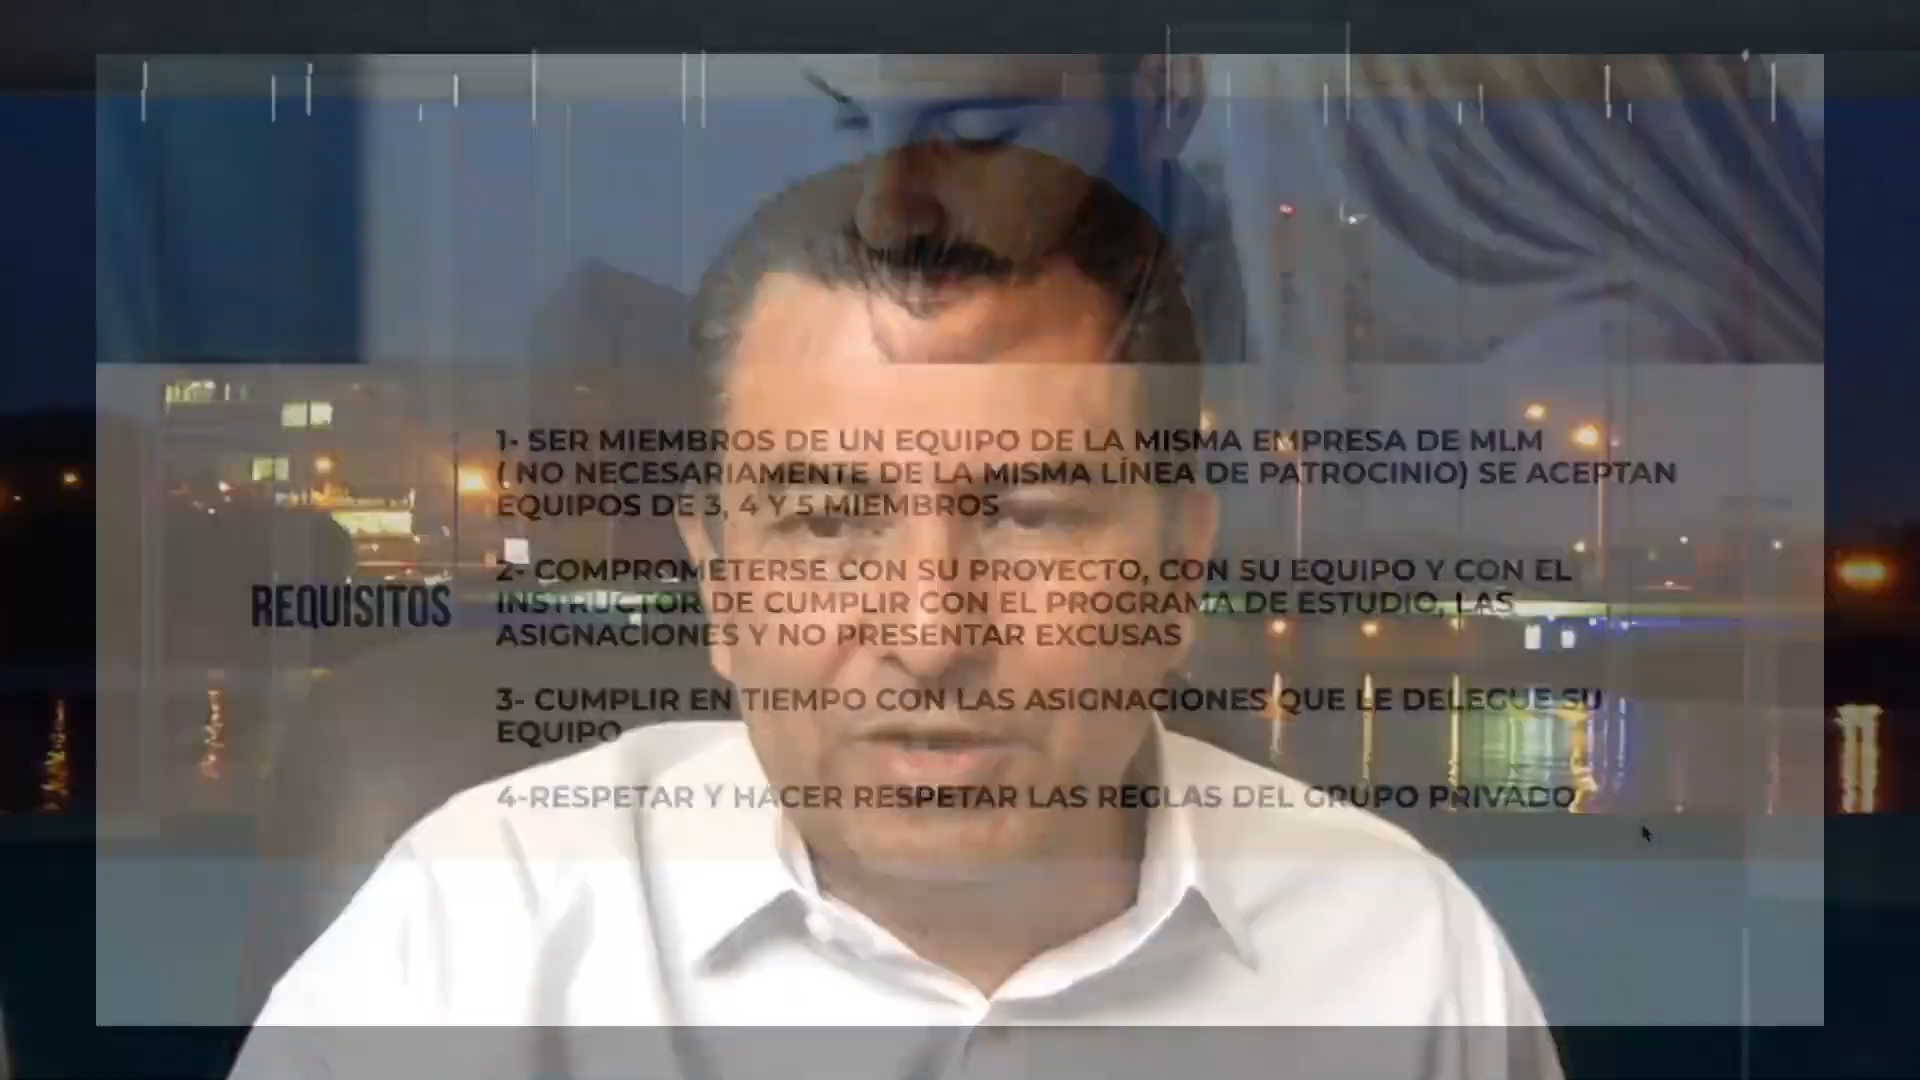 1- SER MIEMBROS DE UN EQUIPO DE LA MISMA EMPRESA DE MLM
( NO NECESARIAMENTE DE LA MISMA LÍNEA DE PATROCINIO) SE ACEPTAN
EQUIPOS DE 3, 4 Y 5 MIEMBROS
2- COMPROMETERSE CON SU PROYECTO, CON SU EQUIPO Y CON EL
REQUISITOS
INSTRUCTOR DE CUMPLIR CON EL PROGRAMA DE ESTUDIO, LAS
ASIGNACIONES Y NO PRESENTAR EXCUSAS
3- CUMPLIR EN TIEMPO CON LAS ASIGNACIONES QUE LE DELEGUE SU
EQUIPO
4-RESPETAR Y HACER RESPETAR LAS REGLAS DEL GRUPO PRIVADO